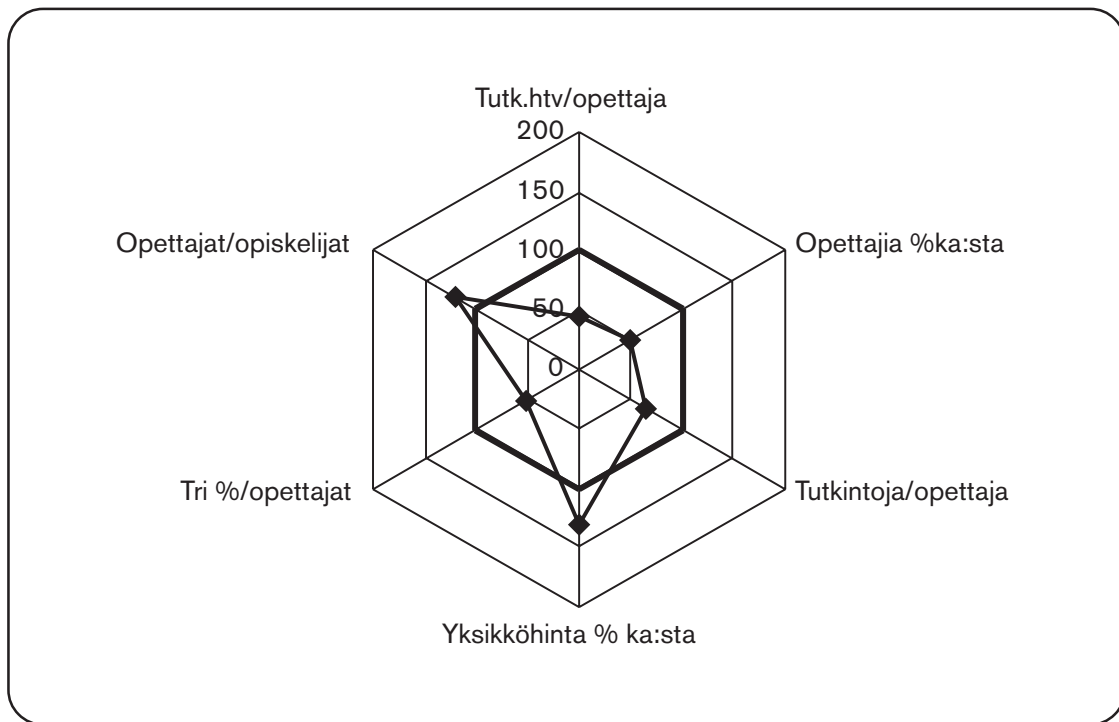 Tutk.htv/opettaja
200
150
100
50
0
Opettajat/opiskelijat
Opettajia %ka:sta
Tri %/opettajat
Tutkintoja/opettaja
Yksikköhinta % ka:sta